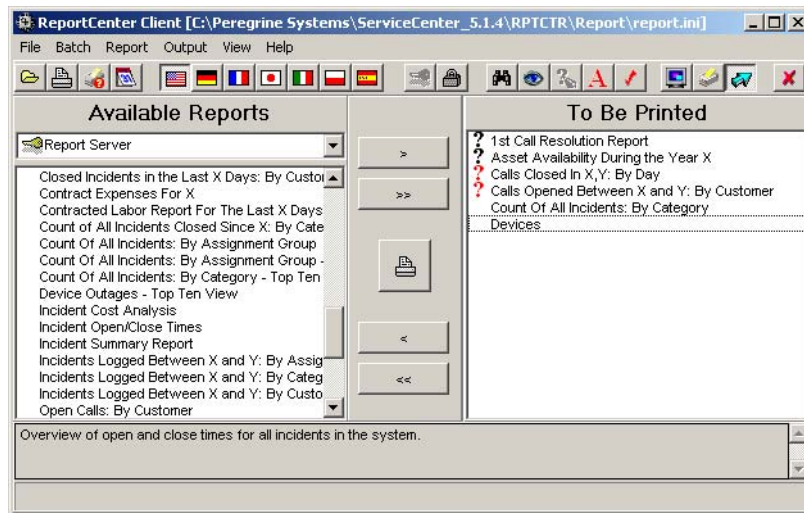 ReportCenter Client [C:\Peregrine Systems\ServiceCenter_5.1.4\RPTCTR\Report\report.ini]
File Batch Report Output View Help
Available Reports
To Be Printed
Report Server
Closed Incidents in the Last X Days: By Custor
Contract Expenses For X
Contracted Labor Report For The Last X Days
Count of All Incidents Closed Since X: By Cate
Count Of All Incidents: By Assignment Group
Count Of All Incidents: By Assignment Group -
Count Of All Incidents: By Category - Top Ten
Device Outages - Top Ten View
Incident Cost Analysis
Incident Open/Close Times
Incident Summary Report
Incidents Logged Between X and Y: By Assig
Incidents Logged Between X and Y: By Categ
Incidents Logged Between X and Y: By Custo
Open Calls: By Customer
>
>>
<
<<
? 1st Call Resolution Report
? Asset Availability During the Year X
? Calls Closed In X,Y: By Day
? Calls Opened Between X and Y: By Customer
Count Of All Incidents: By Category
Devices
Overview of open and close times for all incidents in the system.